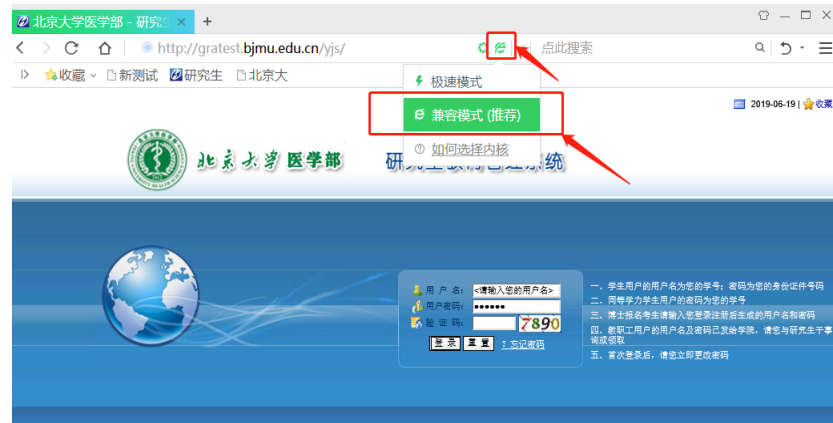 北京大学医学部 - 研究
http://gratest.bjmu.edu.cn/yjs/
点此搜索
收藏 新测试 研究生 北京大
极速模式
兼容模式 (推荐)
如何选择内核
2019-06-19 | 收藏
北京大学 医学部
用 户 名: <请输入您的用户名>
用户密码: ●●●●●●
验 证 码: 7890
登 录 重 置 ? 忘记密码
一、学生用户的用户名为您的学号; 密码为您的身份证件号码
二、同等学力学生用户的密码为您的学号
三、博士报名考生请输入您登录注册后生成的用户名和密码
四、教职工用户的用户名及密码已发给学院, 请您与研究生干事
询或领取
五、首次登录后, 请您立即更改密码